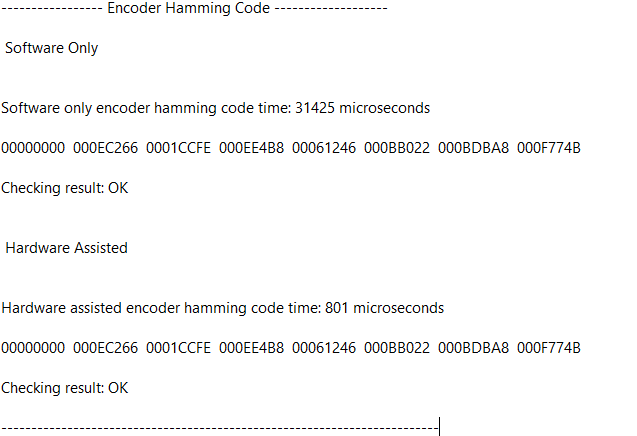 ----------------- Encoder Hamming Code -------------------
Software Only
Software only encoder hamming code time: 31425 microseconds
00000000 000EC266 0001CCFE 000EE4B8 00061246 000BB022 000BDBA8 000F774B
Checking result: OK
Hardware Assisted
Hardware assisted encoder hamming code time: 801 microseconds
00000000 000EC266 0001CCFE 000EE4B8 00061246 000BB022 000BDBA8 000F774B
Checking result: OK
-------------------------------------------------------------------------